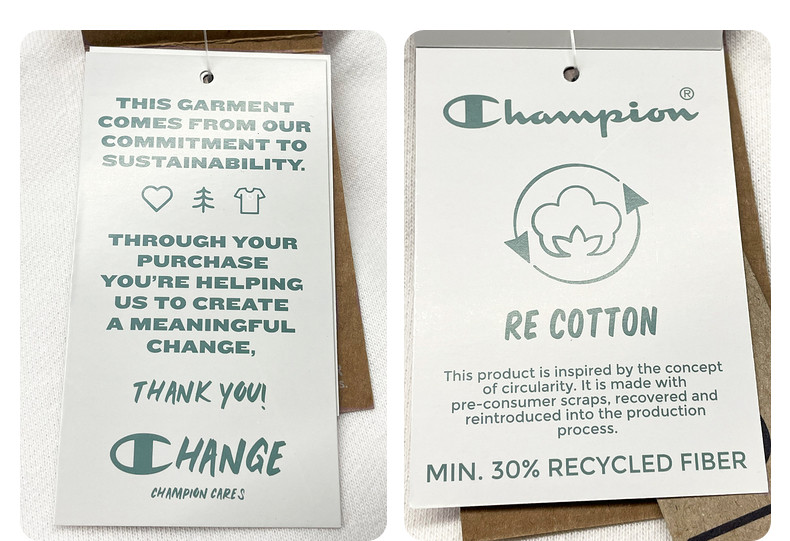 THIS GARMENT
COMES FROM OUR
COMMITMENT TO
SUSTAINABILITY.
THROUGH YOUR
PURCHASE
YOU'RE HELPING
US TO CREATE
A MEANINGFUL
CHANGE,
THANK YOU!
CHANGE
CHAMPION CARES
Champion®
RE COTTON
This product is inspired by the concept
of circularity. It is made with
pre-consumer scraps, recovered and
reintroduced into the production
process.
MIN. 30% RECYCLED FIBER